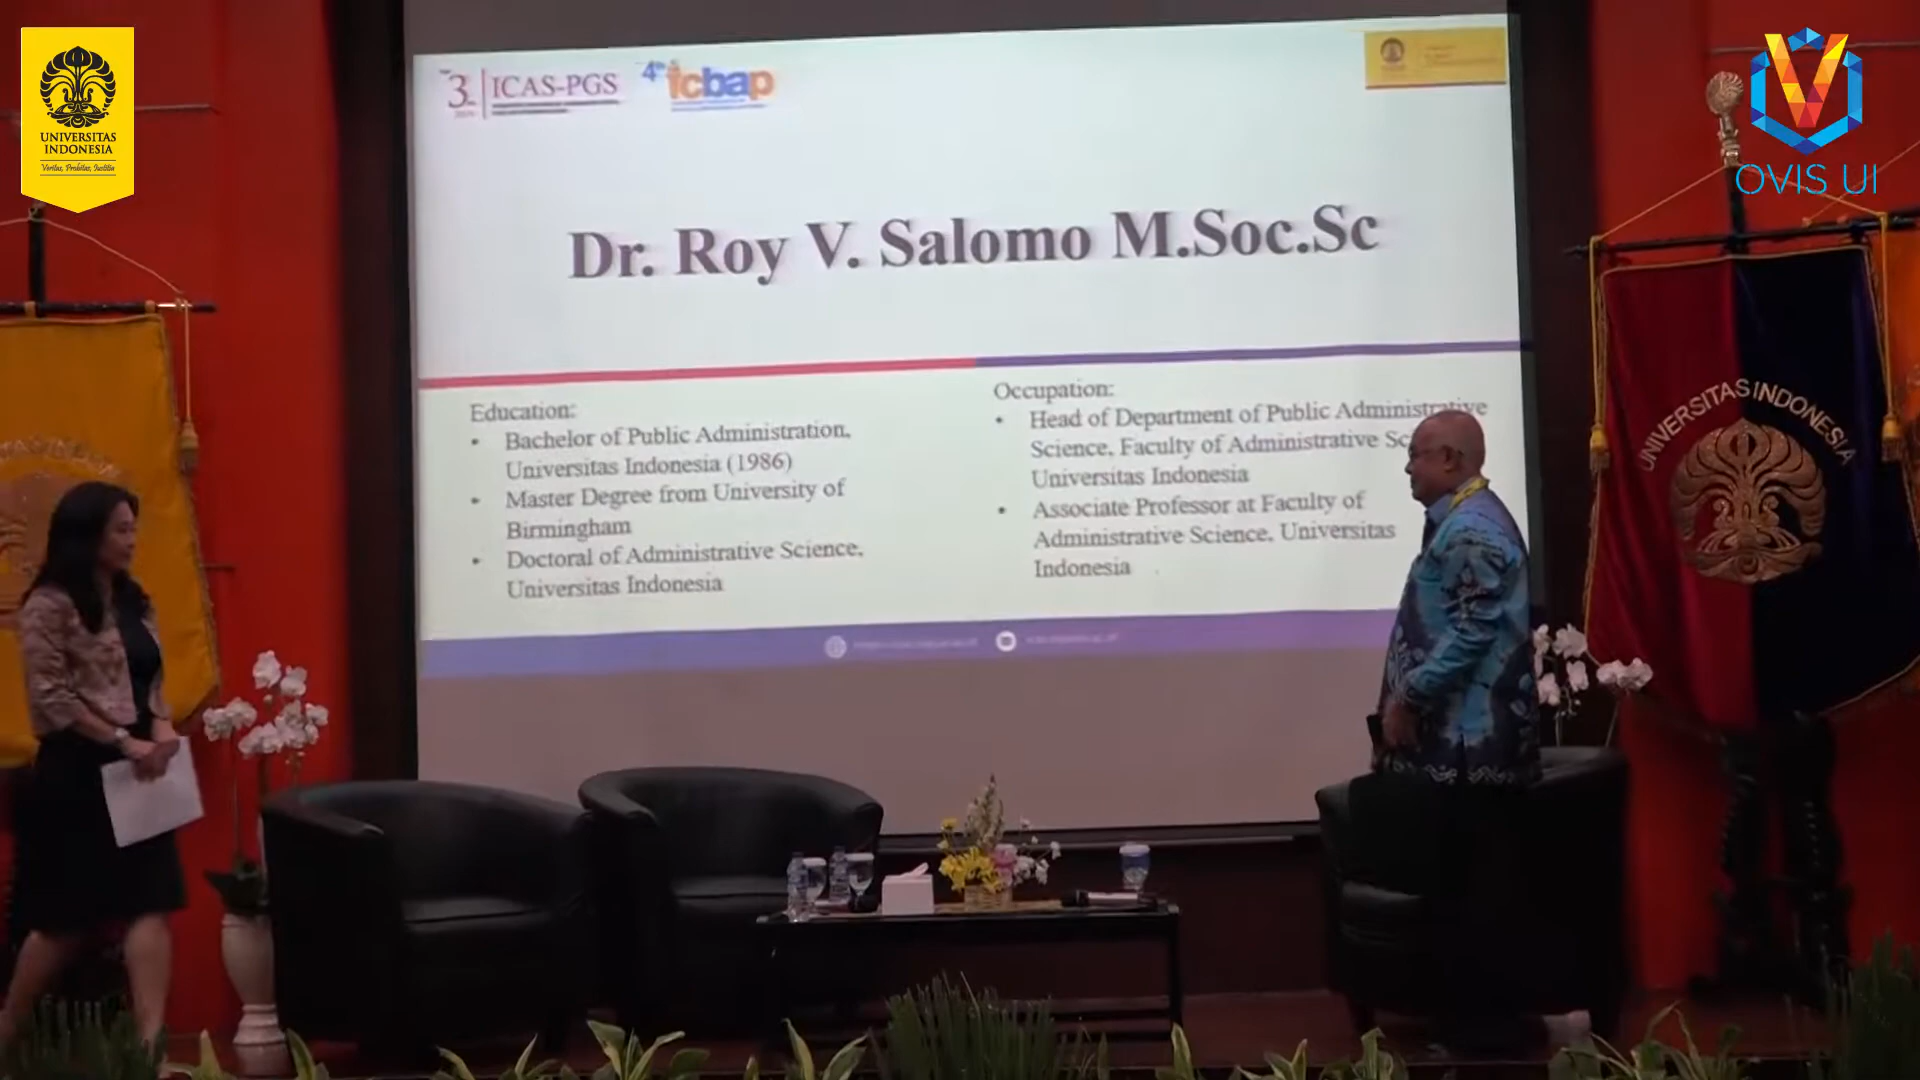 UNIVERSITAS
INDONESIA
Veritas, Probitas, Iustitia
3
ICAS-PGS
4th icbap
OVIS UI
Dr. Roy V. Salomo M.Soc.Sc
Education:
• Bachelor of Public Administration,
Universitas Indonesia (1986)
• Master Degree from University of
Birmingham
• Doctoral of Administrative Science,
Universitas Indonesia
Occupation:
• Head of Department of Public Administrative
Science, Faculty of Administrative Sc
Universitas Indonesia
• Associate Professor at Faculty of
Administrative Science, Universitas
Indonesia
UNIVERSITAS INDONESIA